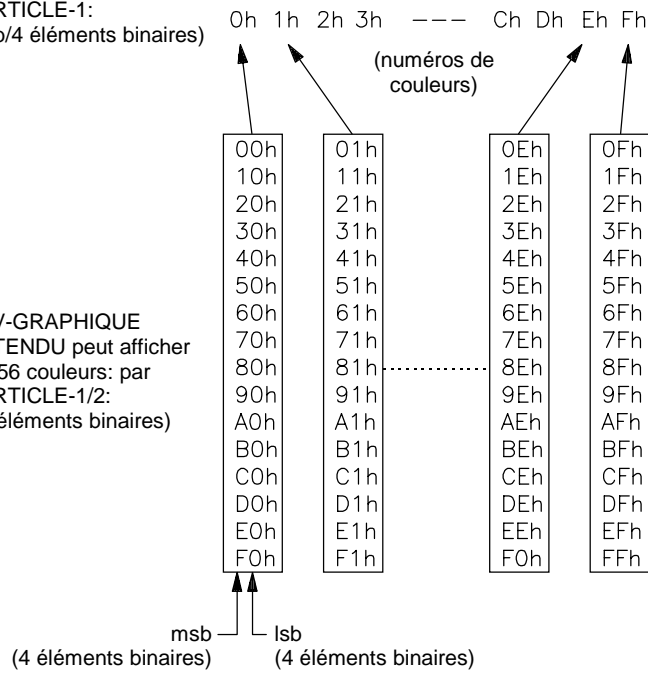 RTICLE-1:
/4 éléments binaires)
0h 1h 2h 3h --- Ch Dh Eh Fh
(numéros de
couleurs)
00h 01h 0Eh 0Fh
10h 11h 1Eh 1Fh
20h 21h 2Eh 2Fh
30h 31h 3Eh 3Fh
40h 41h 4Eh 4Fh
50h 51h 5Eh 5Fh
60h 61h 6Eh 6Fh
70h 71h 7Eh 7Fh
80h 81h 8Eh 8Fh
90h 91h 9Eh 9Fh
A0h A1h AEh AFh
B0h B1h BEh BFh
C0h C1h CEh CFh
D0h D1h DEh DFh
E0h E1h EEh EFh
F0h F1h F0h FFh
-GRAPHIQUE
TENDU peut afficher
56 couleurs: par
RTICLE-1/2:
éléments binaires)
msb lsb
(4 éléments binaires) (4 éléments binaires)